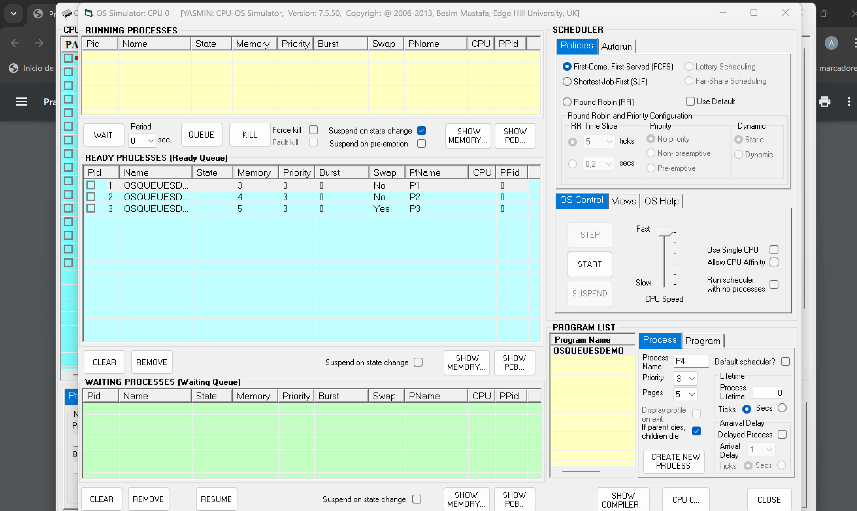 OS Simulator: CPU 0 [YASMIN: CPU-OS Simulator, Version: 7.5.50, Copyright @ 2006-2013, Besim Mustafa, Edge Hill University, UK]
Inicio de
marcadores
A
Pra
CPU
RUNNING PROCESSES
Pid Name State Memory Priority Burst Swap PName CPU PPid
WAIT
Period
0 sec.
QUEUE
KILL
Force kill
Fault kill
Suspend on state change
Suspend on pre-emption
SHOW MEMORY...
SHOW PCB...
READY PROCESSES (Ready Queue)
Pid Name State Memory Priority Burst Swap PName CPU PPid
1 OSQUEUESD... 3 3 0 No P1 0
2 OSQUEUESD... 4 3 0 No P2 0
3 OSQUEUESD... 5 3 0 Yes P3 0
CLEAR
REMOVE
Suspend on state change
SHOW MEMORY...
SHOW PCB...
WAITING PROCESSES (Waiting Queue)
Pid Name State Memory Priority Burst Swap PName CPU PPid
CLEAR
REMOVE
RESUME
Suspend on state change
SHOW MEMORY...
SHOW PCB...
SCHEDULER
Policies Autorun
First-Come, First-Served (FCFS)
Lottery Scheduling
Shortest Job First (SJF)
Fair-Share Scheduling
Round Robin (RR)
Use Default
Round Robin and Priority Configuration
RR Time Slice
5 ticks
0,2 secs
Priority
No priority
Non-preemptive
Pre-emptive
Dynamic
Static
Dynamic
OS Control Views OS Help
STEP
START
SUSPEND
Fast
Slow
CPU Speed
Use Single CPU
Allow CPU Affinity
Run scheduler
with no processes
PROGRAM LIST
Program Name
OSQUEUESDEMO
Process Program
Process Name P4
Priority 3
Pages 5
Display profile
on exit
If parent dies,
children die
CREATE NEW PROCESS
Default scheduler?
Lifetime
Process Lifetime 0
Ticks Secs
Arraival Delay
Delayed Process
Arrival Delay 1
Ticks Secs
SHOW COMPILER...
CPU 0...
CLOSE